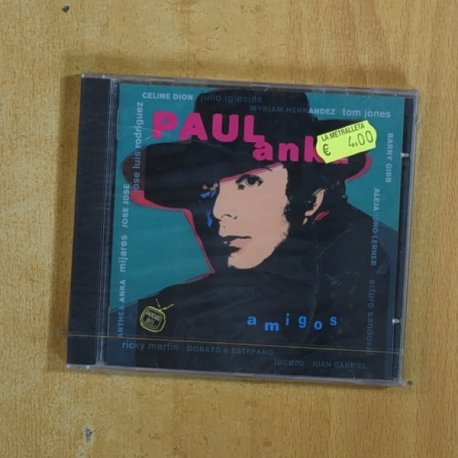 CELINE DION julio iglesias
MYRIAM HERNANDEZ tom jones
PAUL
anka
LA METRALLETA
€ 4,00
jose luis rodriguez
JOSE JOSE
mijares
ANTHEA ANKA
BARRY GIBB
ALEJANDRO LERNER
arturo sandoval
amigos
ricky martin DONATO & ESTEFANO
lucero JUAN GABRIEL